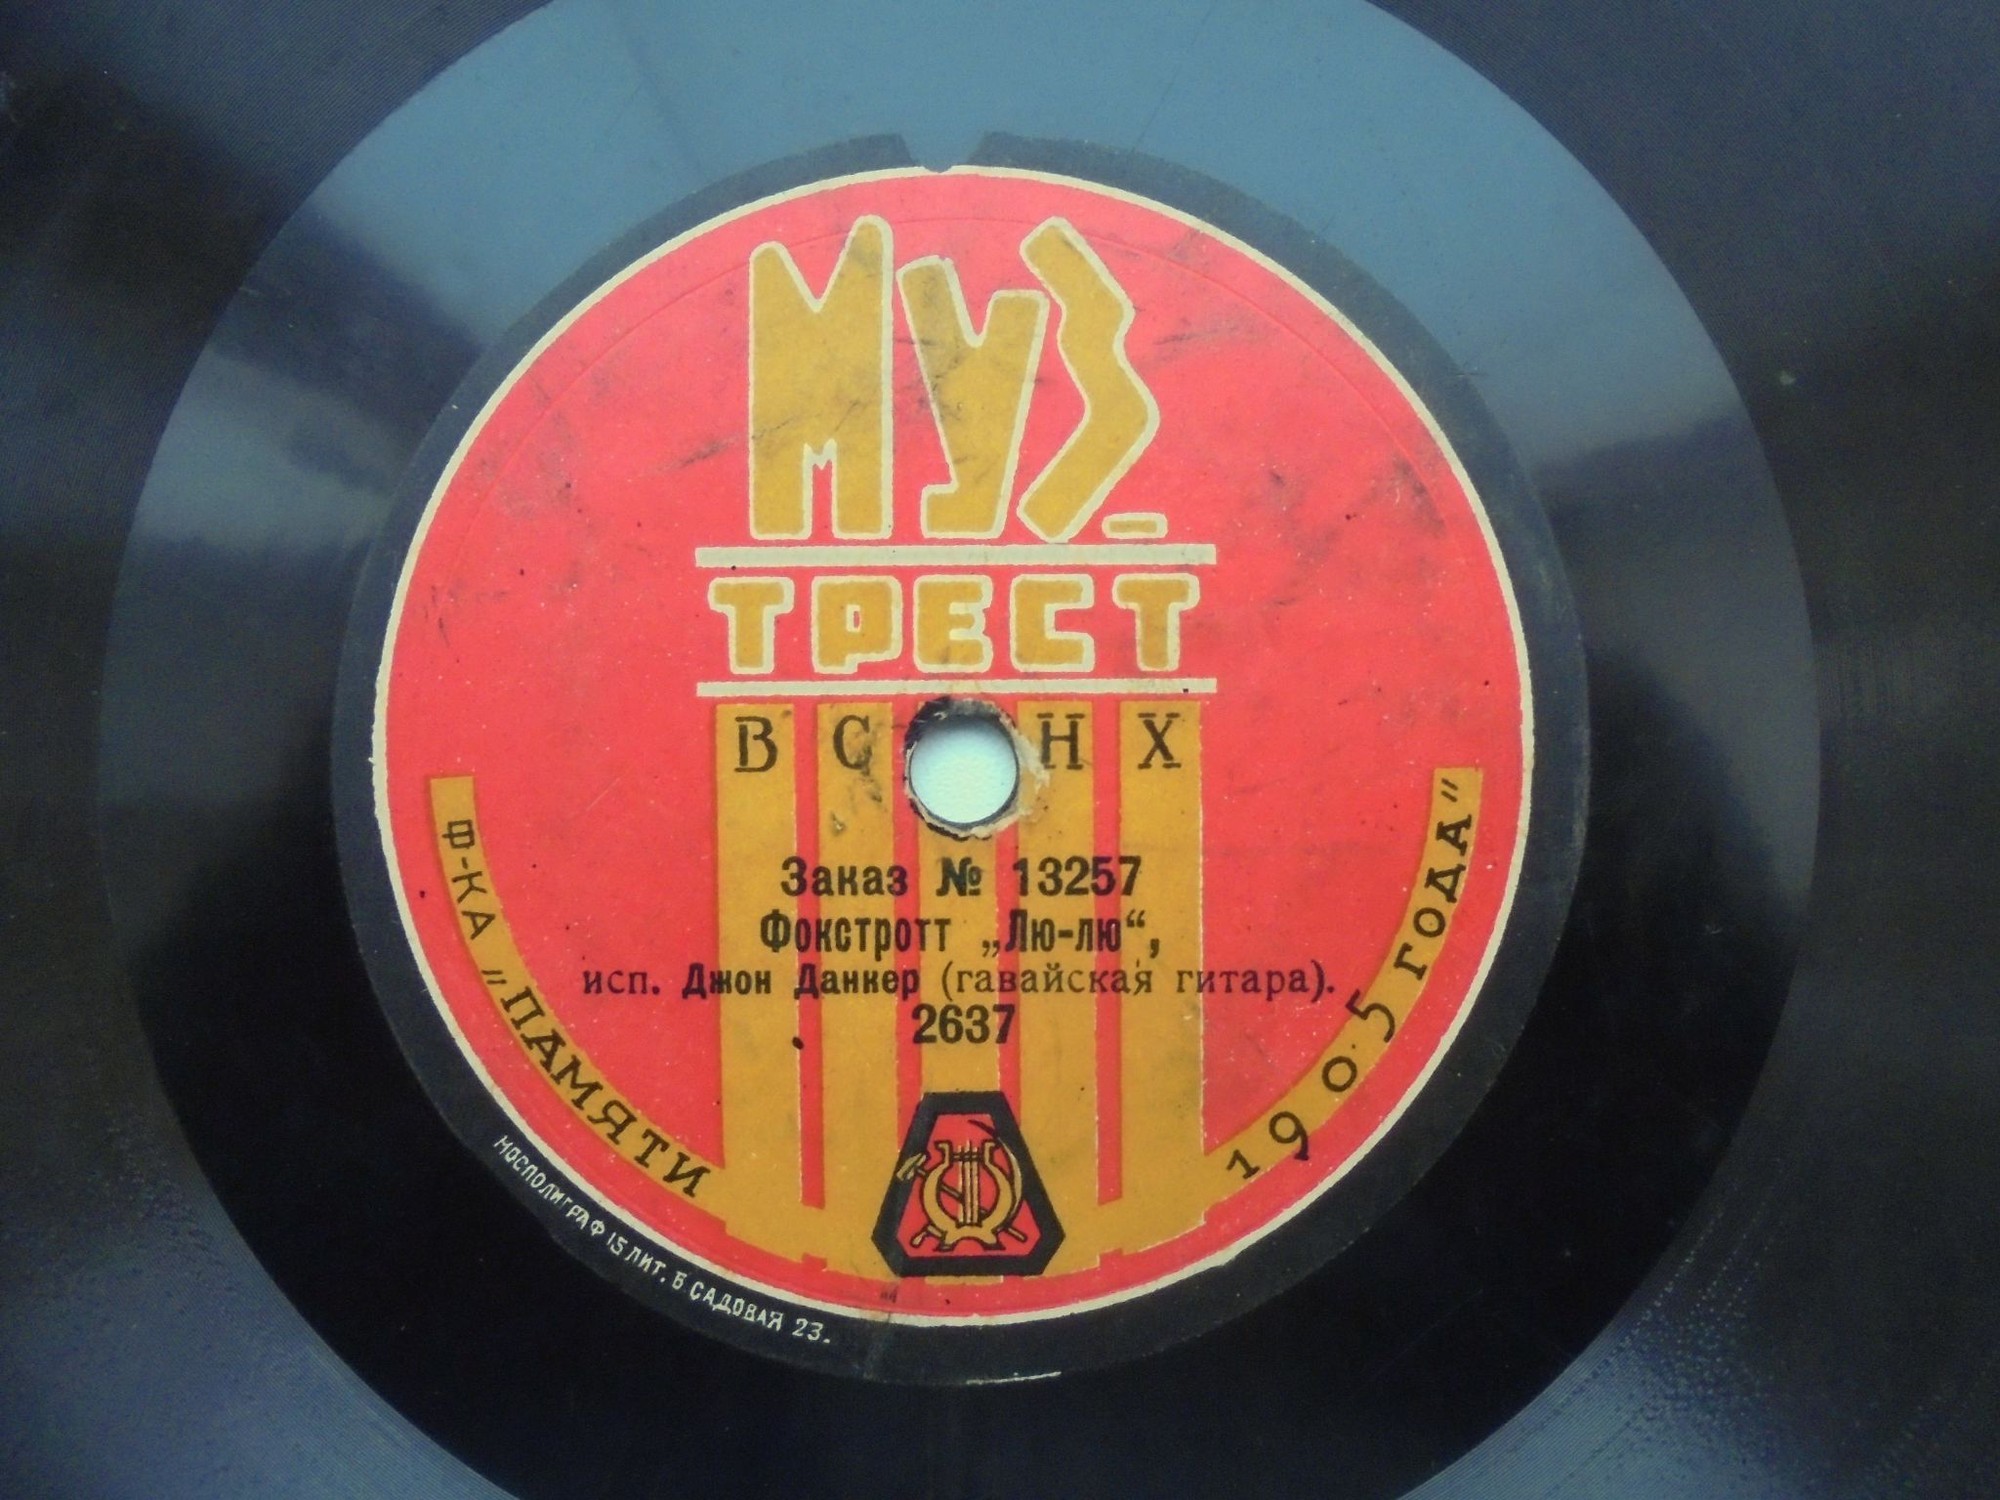 МУЗ-
ТРЕСТ
В С Н Х
Заказ № 13257
Фокстротт „Лю-лю“,
исп. Джон Данкер (гавайская гитара).
2637
Ф-КА „ПАМЯТИ
1905 ГОДА”
МОСПОЛИГРАФ 15 ЛИТ. Б САДОВАЯ 23.